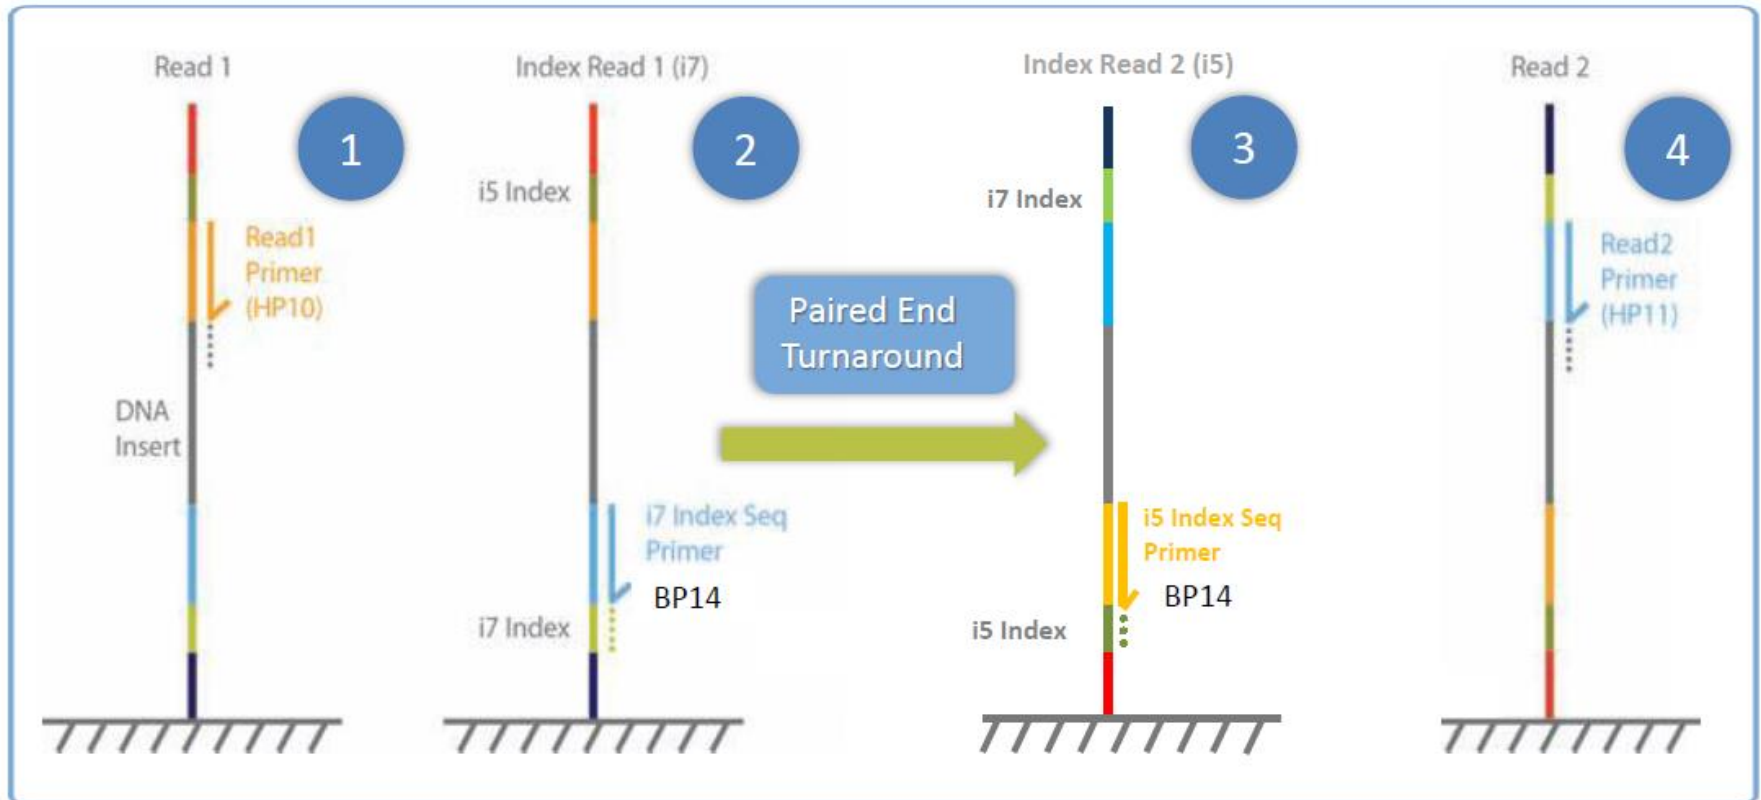 Read 1
1
Read1
Primer
(HP10)
DNA
Insert
Index Read 1 (i7)
2
i5 Index
i7 Index Seq
Primer
BP14
i7 Index
Paired End
Turnaround
Index Read 2 (i5)
3
i7 Index
i5 Index Seq
Primer
BP14
i5 Index
Read 2
4
Read2
Primer
(HP11)